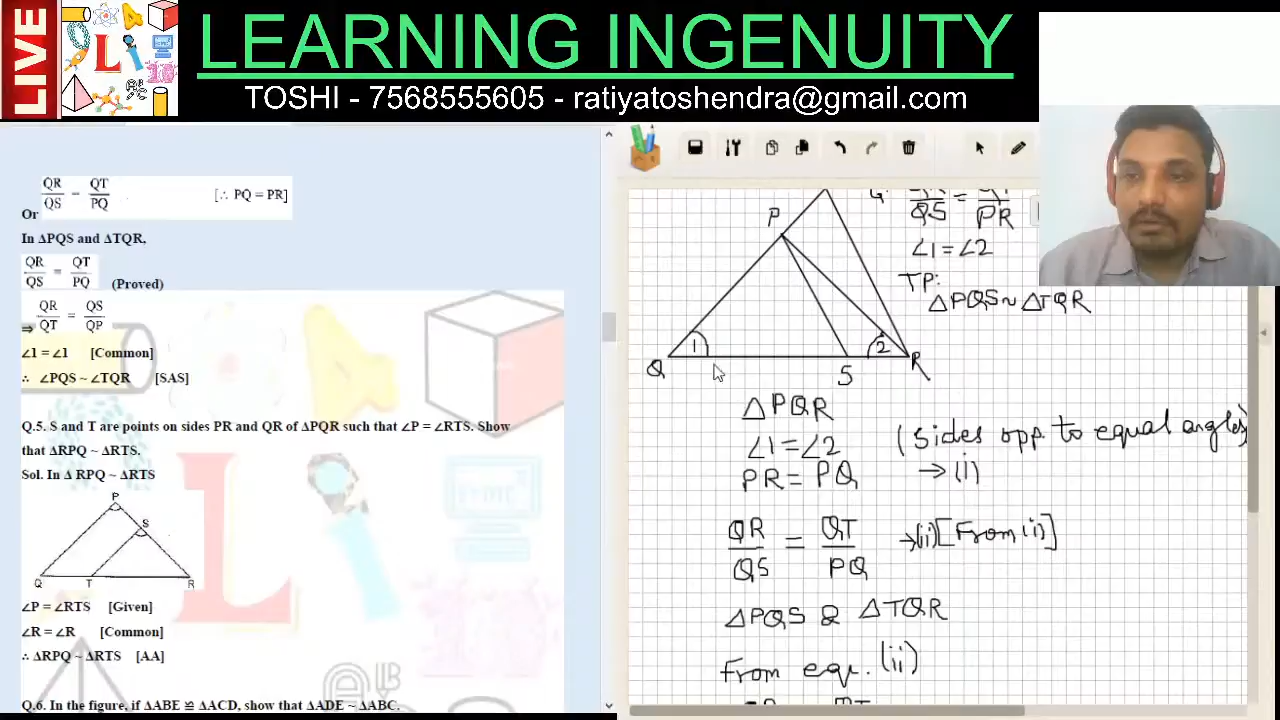 LIVE
LEARNING INGENUITY
TOSHI - 7568555605 - ratiyatoshendra@gmail.com
QR/QS = QT/PQ [∴ PQ = PR]
Or
In ΔPQS and ΔTQR,
QR/QS = QT/PQ (Proved)
⇒ QR/QT = QS/QP
∠1 = ∠1 [Common]
∴ ∠PQS ~ ∠TQR [SAS]
Q.5. S and T are points on sides PR and QR of ΔPQR such that ∠P = ∠RTS. Show
that ΔRPQ ~ ΔRTS.
Sol. In Δ RPQ ~ ΔRTS
P
S
Q T R
∠P = ∠RTS [Given]
∠R = ∠R [Common]
∴ ΔRPQ ~ ΔRTS [AA]
Q.6. In the figure, if ΔABE ≌ ΔACD, show that ΔADE ~ ΔABC.
P
1 2
Q S R
QS = PR
∠1 = ∠2
TP:
ΔPQS ~ ΔTQR
ΔPQR
∠1 = ∠2 (Sides opp. to equal angles)
PR = PQ → (i)
QR/QS = QT/PQ → (ii) [From (i)]
ΔPQS & ΔTQR
From eqn. (ii)